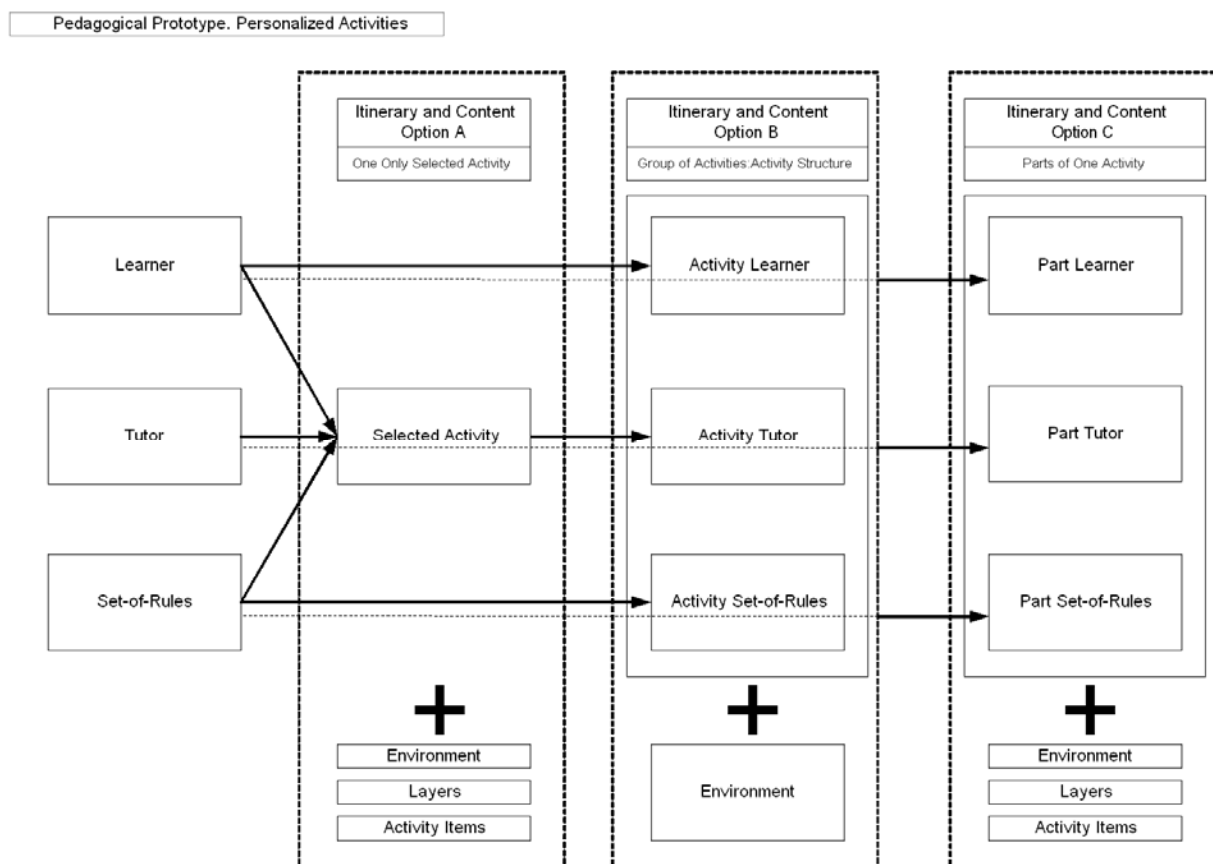 Pedagogical Prototype. Personalized Activities
Itinerary and Content
Option A
One Only Selected Activity
Itinerary and Content
Option B
Group of Activities:Activity Structure
Itinerary and Content
Option C
Parts of One Activity
Learner
Activity Learner
Part Learner
Tutor
Selected Activity
Activity Tutor
Part Tutor
Set-of-Rules
Activity Set-of-Rules
Part Set-of-Rules
Environment
Layers
Activity Items
Environment
Environment
Layers
Activity Items